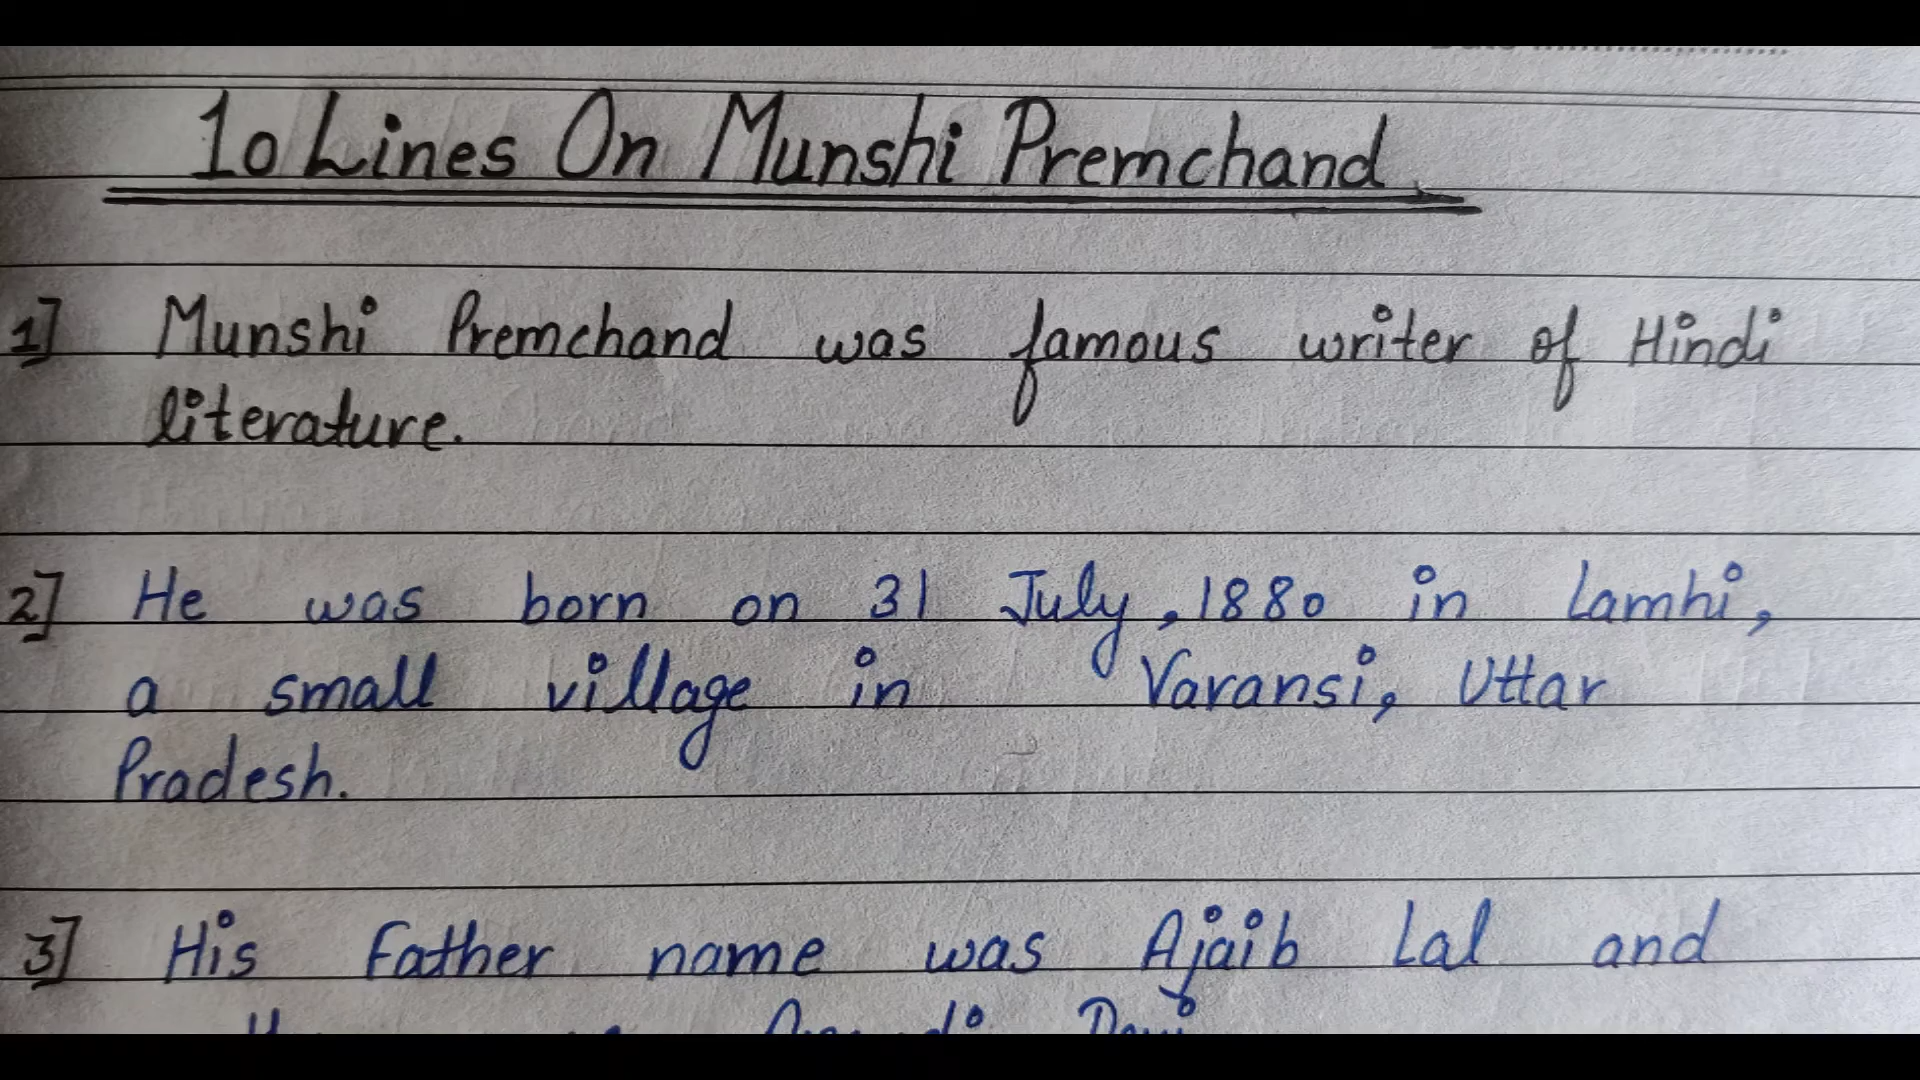 10 Lines On Munshi Premchand
1] Munshi Premchand was famous writer of Hindi
literature.
2] He was born on 31 July, 1880 in Lamhi,
a small village in Varansi, Uttar
Pradesh.
3] His Father name was Ajaib Lal and